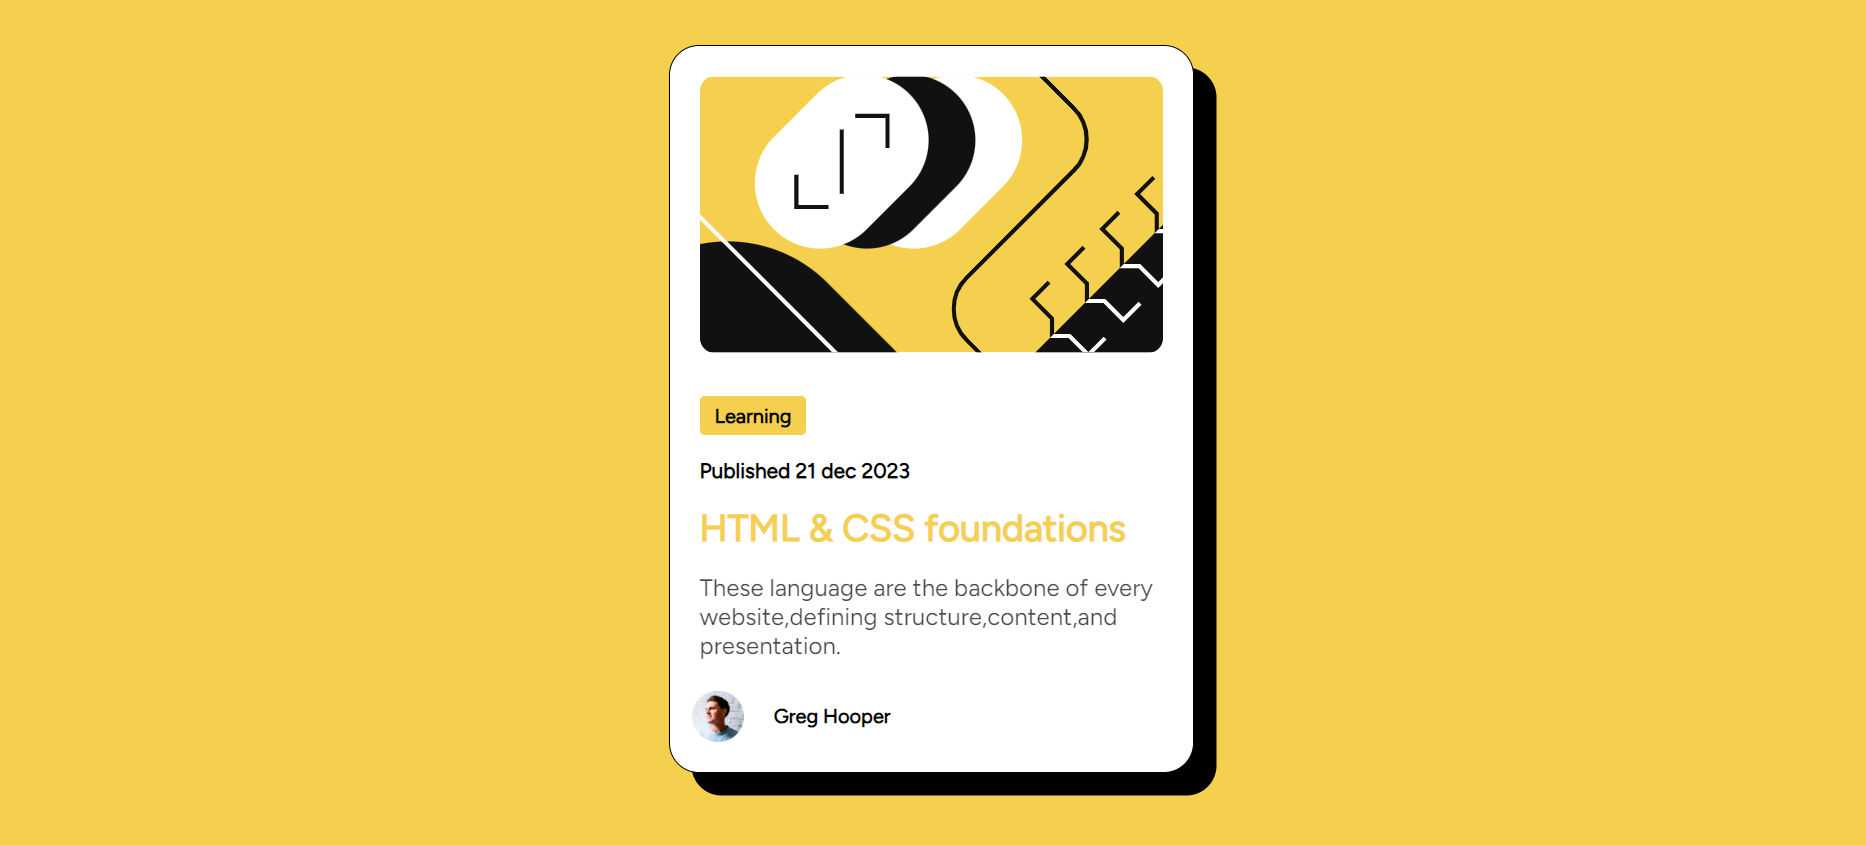 Learning
Published 21 dec 2023
HTML & CSS foundations
These language are the backbone of every
website,defining structure,content,and
presentation.
Greg Hooper